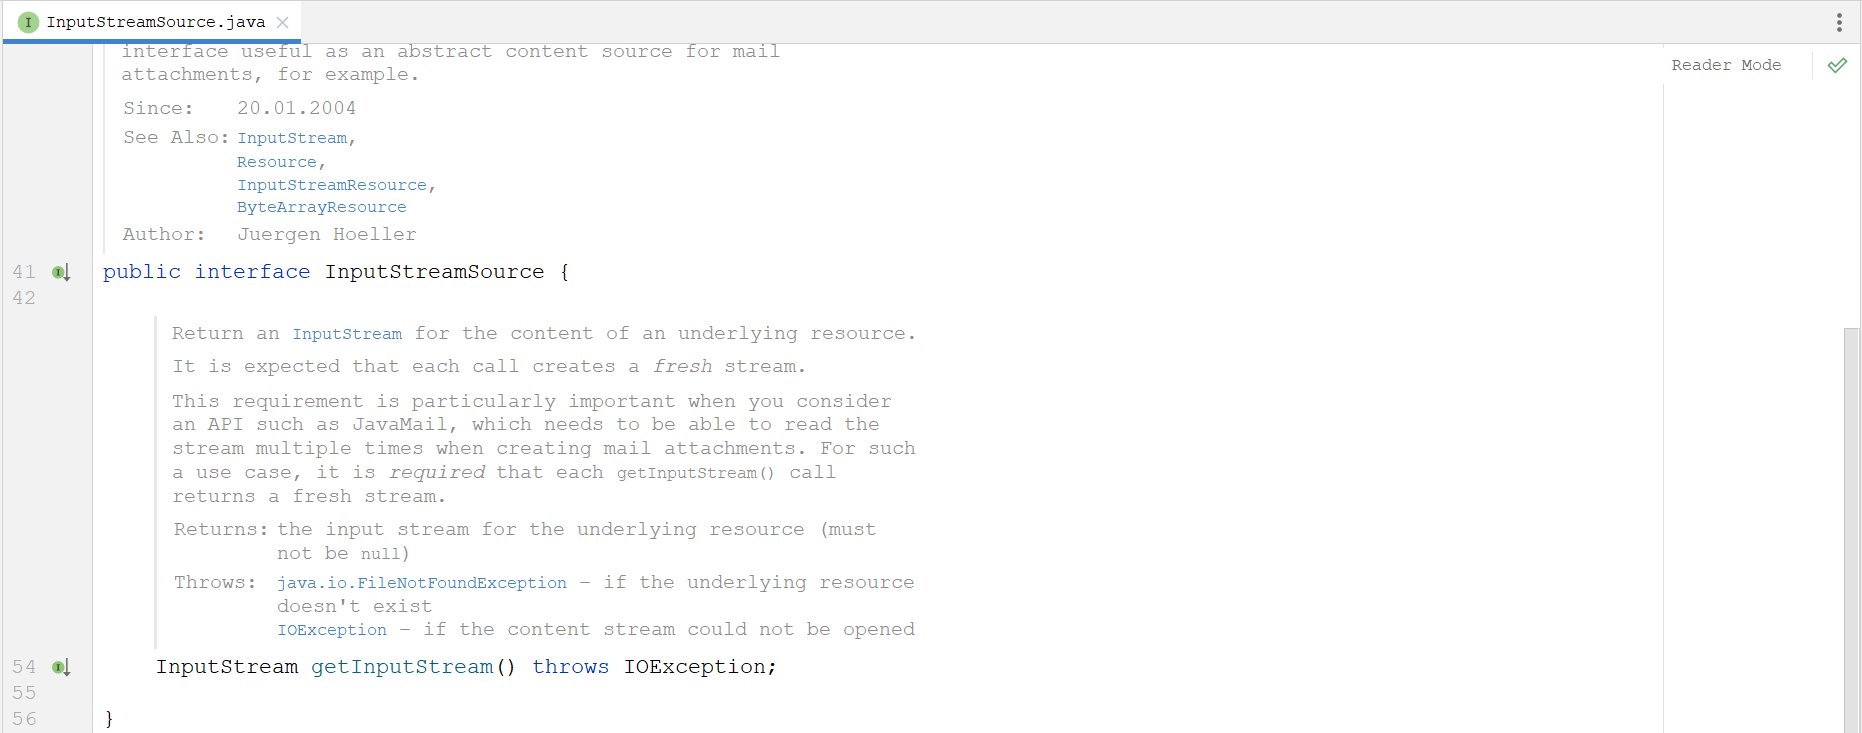 InputStreamSource.java
interface useful as an abstract content source for mail
attachments, for example.
Reader Mode
Since: 20.01.2004
See Also: InputStream,
Resource,
InputStreamResource,
ByteArrayResource
Author: Juergen Hoeller
41 public interface InputStreamSource {
42
Return an InputStream for the content of an underlying resource.
It is expected that each call creates a fresh stream.
This requirement is particularly important when you consider
an API such as JavaMail, which needs to be able to read the
stream multiple times when creating mail attachments. For such
a use case, it is required that each getInputStream() call
returns a fresh stream.
Returns: the input stream for the underlying resource (must
not be null)
Throws: java.io.FileNotFoundException – if the underlying resource
doesn't exist
IOException – if the content stream could not be opened
54 InputStream getInputStream() throws IOException;
55
56 }